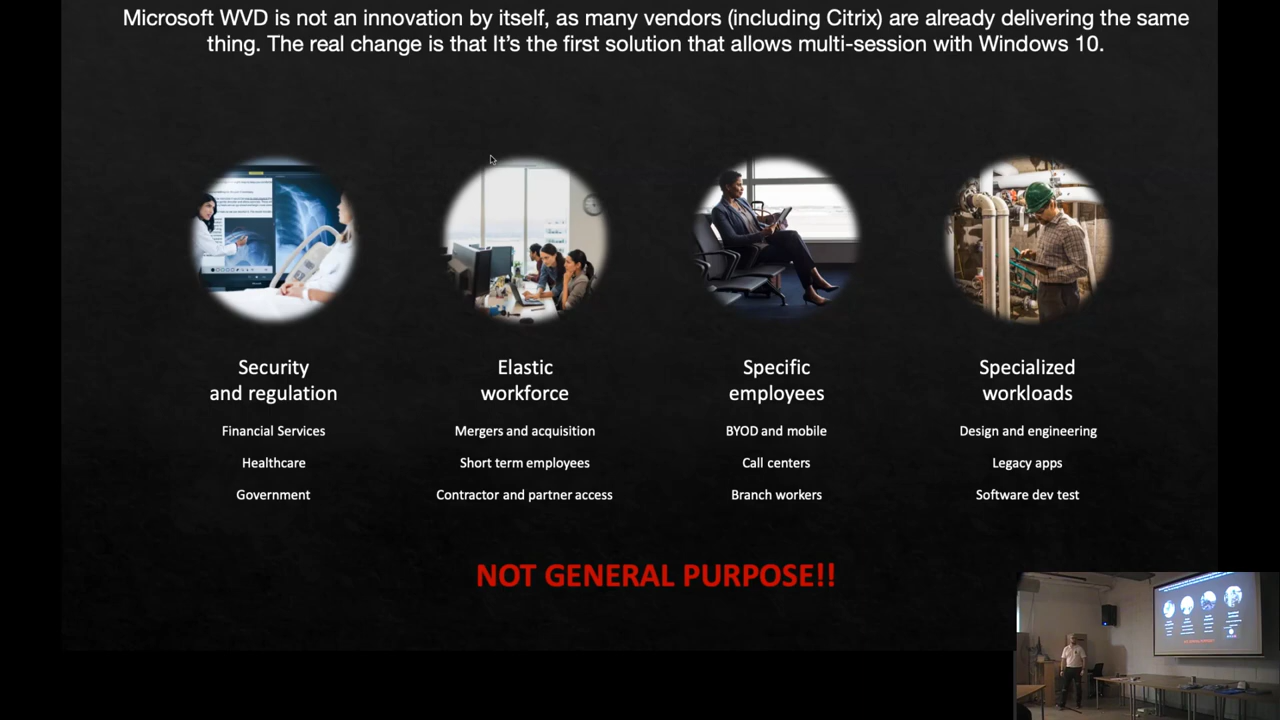 Microsoft WVD is not an innovation by itself, as many vendors (including Citrix) are already delivering the same
thing. The real change is that It's the first solution that allows multi-session with Windows 10.
Security
and regulation
Financial Services
Healthcare
Government
Elastic
workforce
Mergers and acquisition
Short term employees
Contractor and partner access
Specific
employees
BYOD and mobile
Call centers
Branch workers
Specialized
workloads
Design and engineering
Legacy apps
Software dev test
NOT GENERAL PURPOSE!!